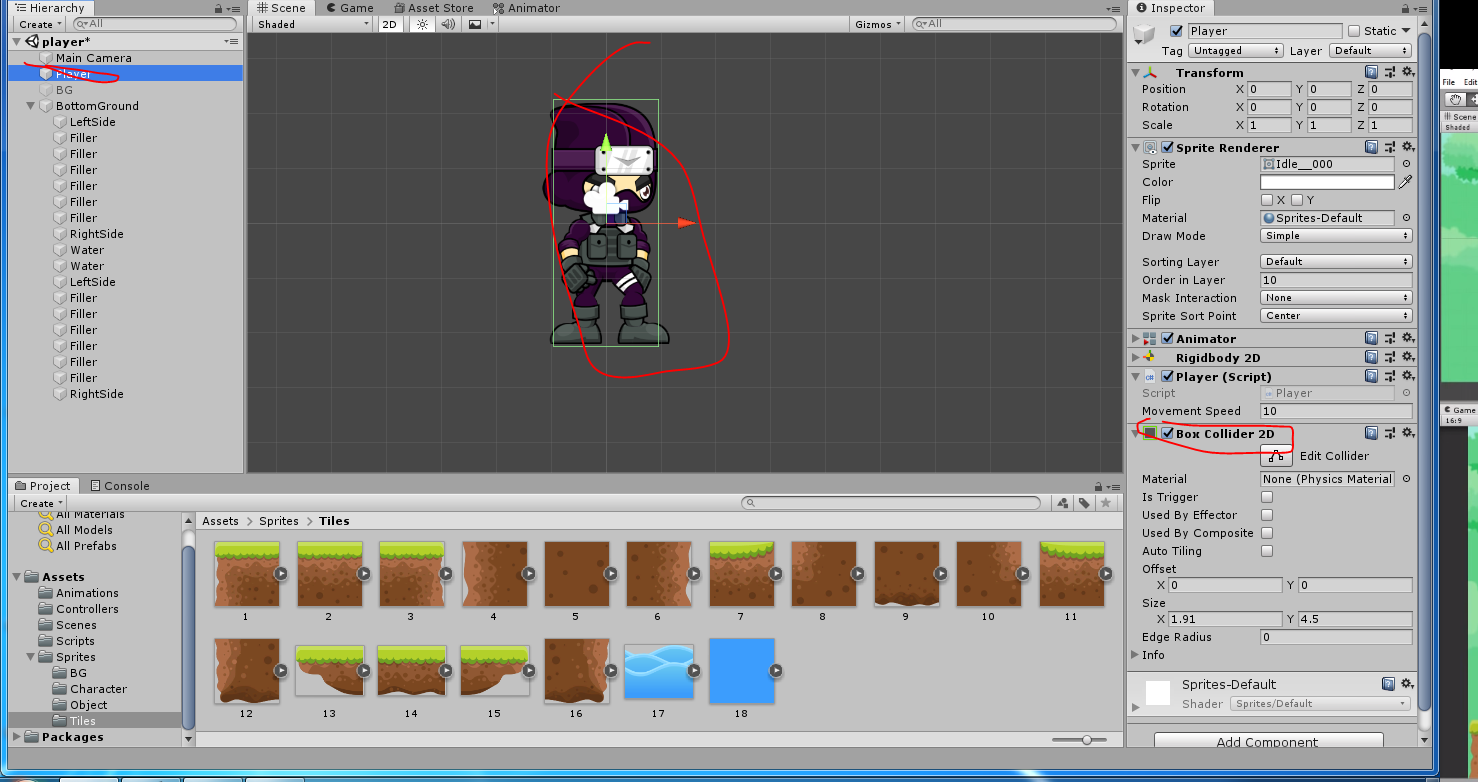 Hierarchy
Create
All
player*
Main Camera
Player
BG
BottomGround
LeftSide
Filler
Filler
Filler
Filler
Filler
Filler
RightSide
Water
Water
LeftSide
Filler
Filler
Filler
Filler
Filler
Filler
RightSide
Scene Game Asset Store Animator
Shaded 2D Gizmos All
Inspector
Player Static
Tag Untagged Layer Default
Transform
Position X 0 Y 0 Z 0
Rotation X 0 Y 0 Z 0
Scale X 1 Y 1 Z 1
Sprite Renderer
Sprite Idle__000
Color
Flip X Y
Material Sprites-Default
Draw Mode Simple
Sorting Layer Default
Order in Layer 10
Mask Interaction None
Sprite Sort Point Center
Animator
Rigidbody 2D
Player (Script)
Script Player
Movement Speed 10
Box Collider 2D
Edit Collider
Material None (Physics Material
Is Trigger
Used By Effector
Used By Composite
Auto Tiling
Offset
X 0 Y 0
Size
X 1.91 Y 4.5
Edge Radius 0
Info
Sprites-Default
Shader Sprites/Default
Add Component
Project Console
Create
All Materials
All Models
All Prefabs
Assets
Animations
Controllers
Scenes
Scripts
Sprites
BG
Character
Object
Tiles
Packages
Assets > Sprites > Tiles
1 2 3 4 5 6 7 8 9 10 11
12 13 14 15 16 17 18
File Edit
Scene
Shaded
Game
16:9